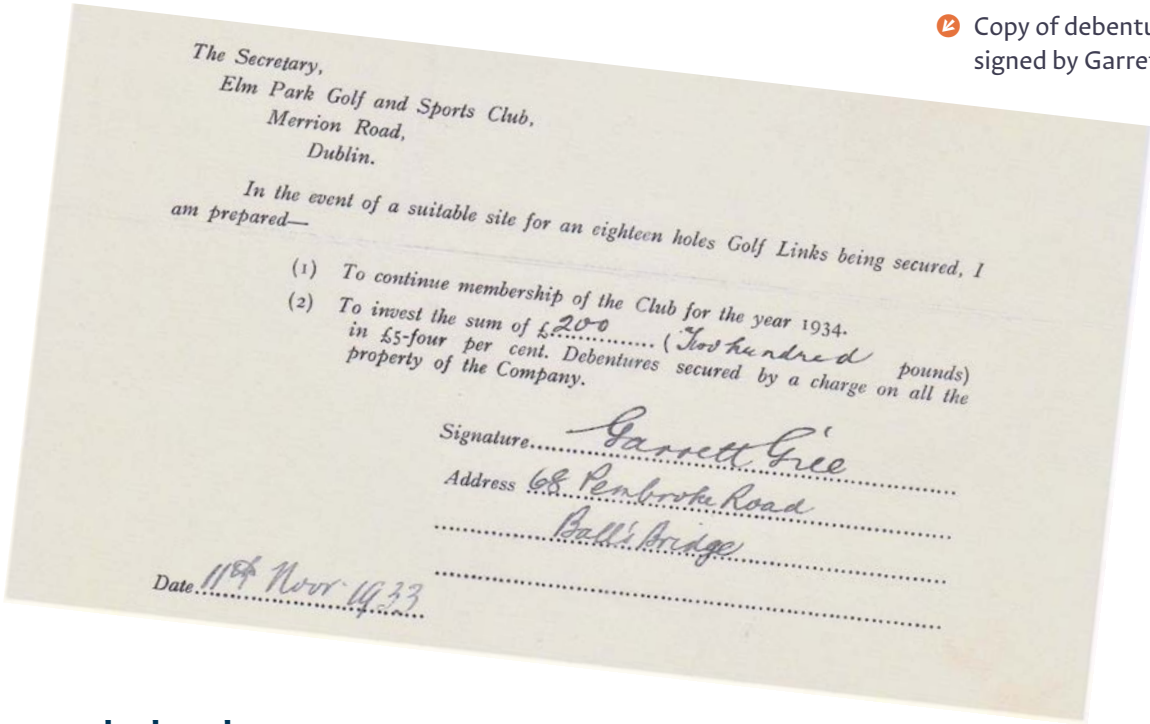 Copy of debentu
signed by Garre
The Secretary,
Elm Park Golf and Sports Club,
Merrion Road,
Dublin.
In the event of a suitable site for an eighteen holes Golf Links being secured, I
am prepared—
(1) To continue membership of the Club for the year 1934.
(2) To invest the sum of £200 (Two hundred pounds)
in £5-four per cent. Debentures secured by a charge on all the
property of the Company.
Signature Garrett
Address 68 Pembroke Road
Ball's Bridge
Date 11th Novr 1933